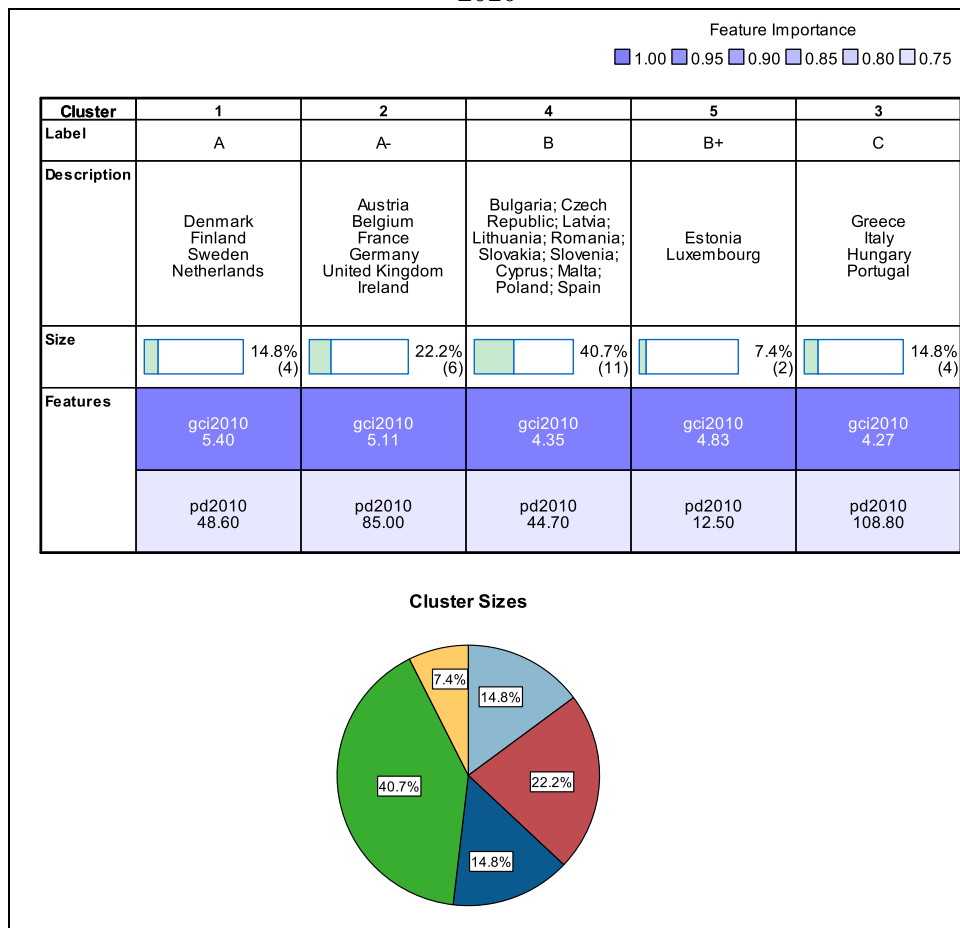 2010
Feature Importance
1.00 0.95 0.90 0.85 0.80 0.75
Cluster 1 2 4 5 3
Label A A- B B+ C
Description
Denmark
Finland
Sweden
Netherlands
Austria
Belgium
France
Germany
United Kingdom
Ireland
Bulgaria; Czech
Republic; Latvia;
Lithuania; Romania;
Slovakia; Slovenia;
Cyprus; Malta;
Poland; Spain
Estonia
Luxembourg
Greece
Italy
Hungary
Portugal
Size
14.8%
(4)
22.2%
(6)
40.7%
(11)
7.4%
(2)
14.8%
(4)
Features
gci2010
5.40
gci2010
5.11
gci2010
4.35
gci2010
4.83
gci2010
4.27
pd2010
48.60
pd2010
85.00
pd2010
44.70
pd2010
12.50
pd2010
108.80
Cluster Sizes
7.4%
14.8%
22.2%
40.7%
14.8%